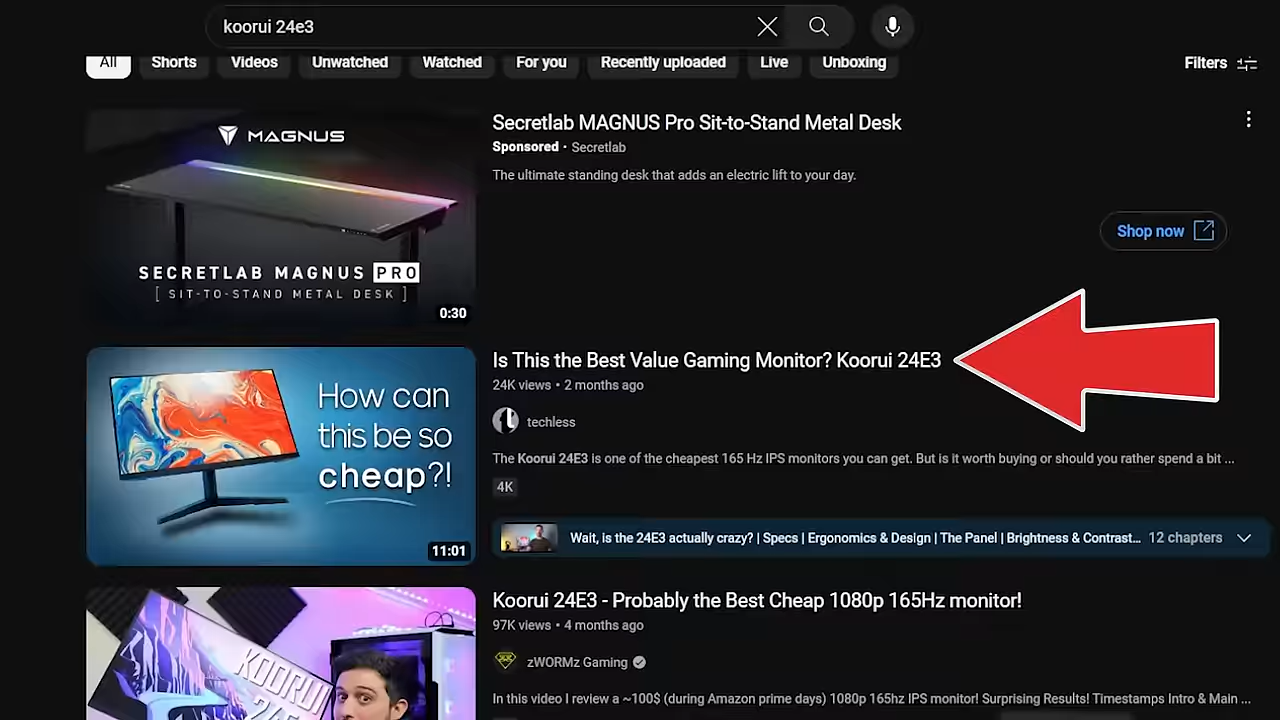 koorui 24e3
All Shorts Videos Unwatched Watched For you Recently uploaded Live Unboxing Filters
MAGNUS
SECRETLAB MAGNUS PRO
[ SIT-TO-STAND METAL DESK ]
0:30
Secretlab MAGNUS Pro Sit-to-Stand Metal Desk
Sponsored • Secretlab
The ultimate standing desk that adds an electric lift to your day.
Shop now
How can
this be so
cheap?!
11:01
Is This the Best Value Gaming Monitor? Koorui 24E3
24K views • 2 months ago
techless
The Koorui 24E3 is one of the cheapest 165 Hz IPS monitors you can get. But is it worth buying or should you rather spend a bit ...
4K
Wait, is the 24E3 actually crazy? | Specs | Ergonomics & Design | The Panel | Brightness & Contrast... 12 chapters
KOORUI
24E3
Koorui 24E3 - Probably the Best Cheap 1080p 165Hz monitor!
97K views • 4 months ago
zWORMz Gaming
In this video I review a ~100$ (during Amazon prime days) 1080p 165hz IPS monitor! Surprising Results! Timestamps Intro & Main ...